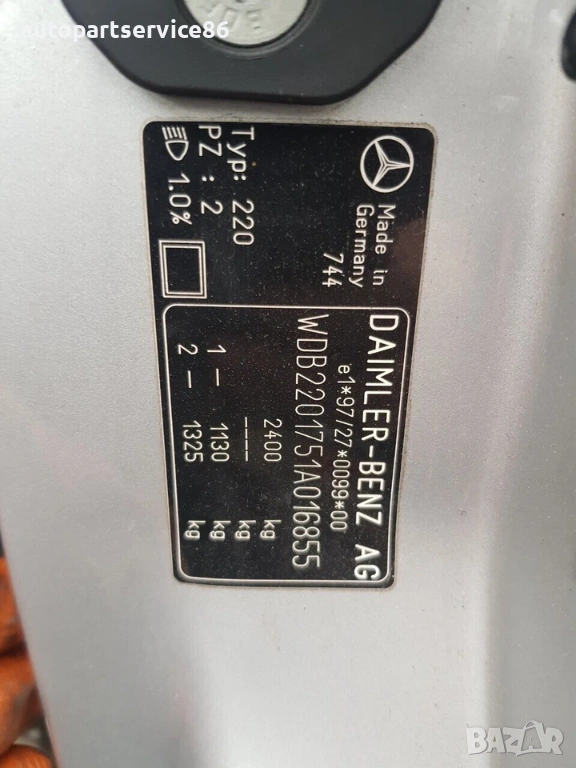 autopartservice86
Made in
Germany
744
Typ: 220
PZ : 2
1.0%
DAIMLER-BENZ AG
e1*97/27*0099*00
WDB2201751A016855
2400 kg
---- kg
1— 1130 kg
2— 1325 kg
BAZAR